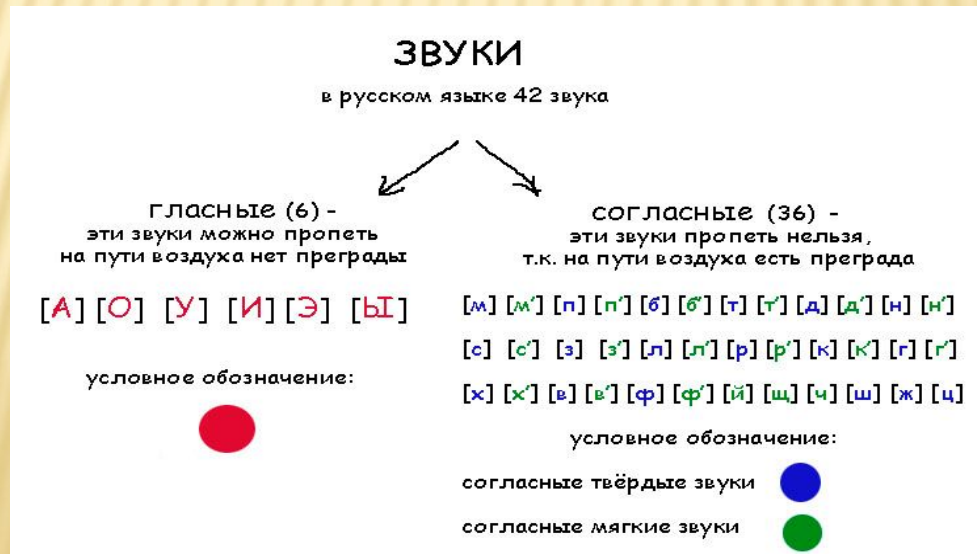 ЗВУКИ
в русском языке 42 звука
гласные (6) -
эти звуки можно пропеть
на пути воздуха нет преграды
[А] [О] [У] [И] [Э] [Ы]
условное обозначение:
согласные (36) -
эти звуки пропеть нельзя,
т.к. на пути воздуха есть преграда
[м] [м'] [п] [п'] [б] [б'] [т] [т'] [д] [д'] [н] [н']
[с] [с'] [з] [з'] [л] [л'] [р] [р'] [к] [к'] [г] [г']
[х] [х'] [в] [в'] [ф] [ф'] [й] [щ] [ч] [ш] [ж] [ц]
условное обозначение:
согласные твёрдые звуки
согласные мягкие звуки